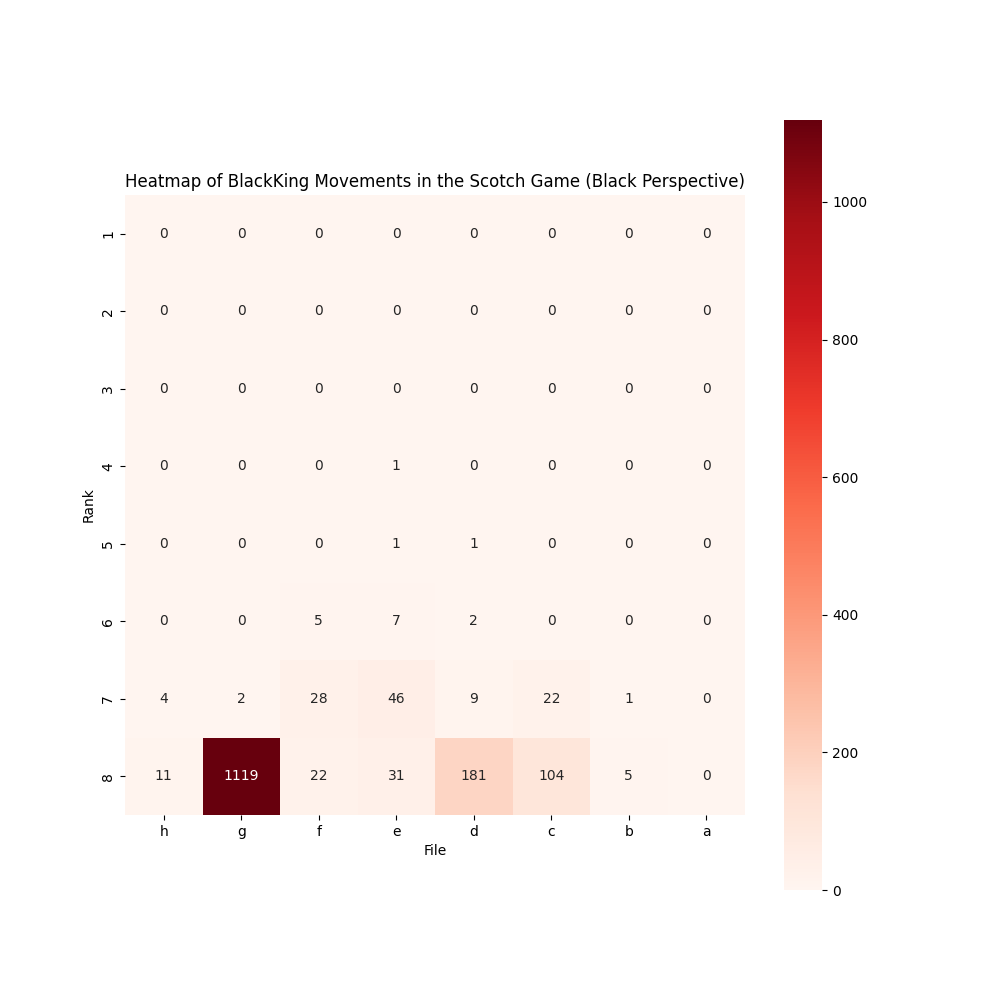 Heatmap of BlackKing Movements in the Scotch Game (Black Perspective)
1 0 0 0 0 0 0 0 0
2 0 0 0 0 0 0 0 0
3 0 0 0 0 0 0 0 0
4 0 0 0 1 0 0 0 0
5 0 0 0 1 1 0 0 0
6 0 0 5 7 2 0 0 0
7 4 2 28 46 9 22 1 0
8 11 1119 22 31 181 104 5 0
h g f e d c b a
File
Rank
1000
800
600
400
200
0